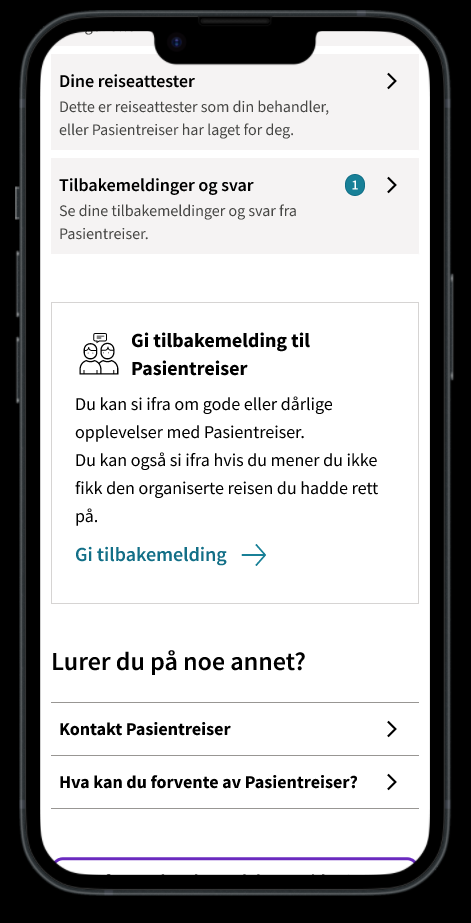 Dine reiseattester
Dette er reiseattester som din behandler,
eller Pasientreiser har laget for deg.
Tilbakemeldinger og svar
1
Se dine tilbakemeldinger og svar fra
Pasientreiser.
Gi tilbakemelding til
Pasientreiser
Du kan si ifra om gode eller dårlige
opplevelser med Pasientreiser.
Du kan også si ifra hvis du mener du ikke
fikk den organiserte reisen du hadde rett
på.
Gi tilbakemelding
Lurer du på noe annet?
Kontakt Pasientreiser
Hva kan du forvente av Pasientreiser?